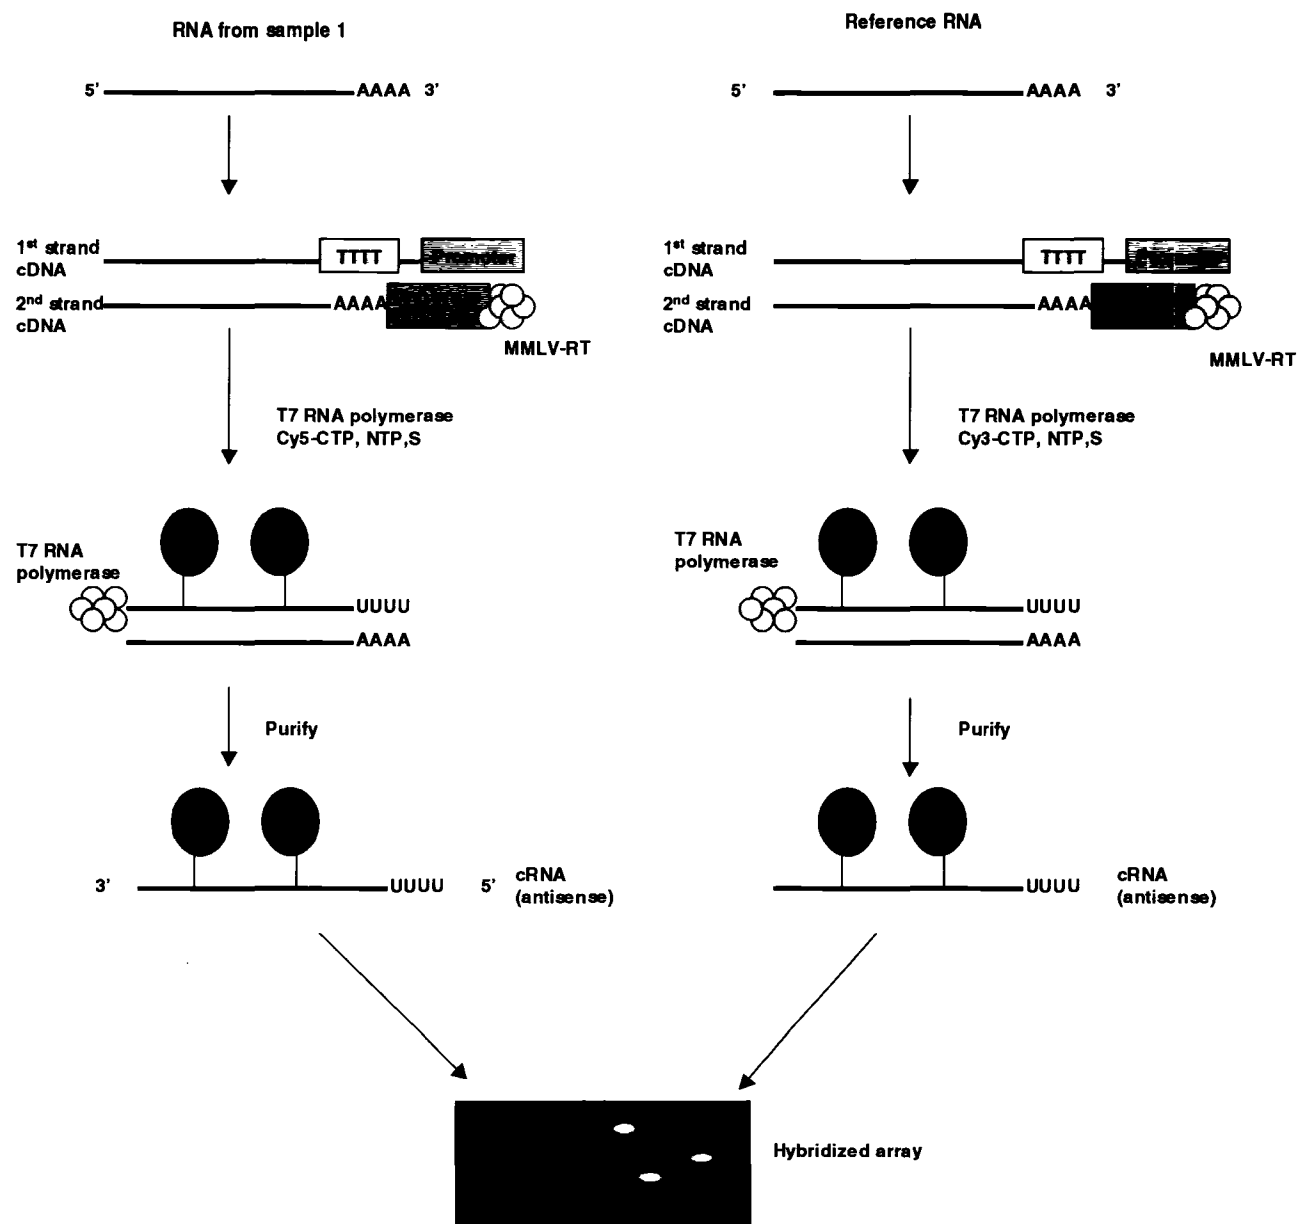 RNA from sample 1
Reference RNA
5’ AAAA 3’
5’ AAAA 3’
1st strand
cDNA
TTTT
Promoter
2nd strand
cDNA
AAAA
MMLV-RT
1st strand
cDNA
TTTT
2nd strand
cDNA
AAAA
MMLV-RT
T7 RNA polymerase
Cy5-CTP, NTP,S
T7 RNA polymerase
Cy3-CTP, NTP,S
T7 RNA
polymerase
UUUU
AAAA
T7 RNA
polymerase
UUUU
AAAA
Purify
Purify
3’ UUUU 5’
cRNA
(antisense)
UUUU
cRNA
(antisense)
Hybridized array